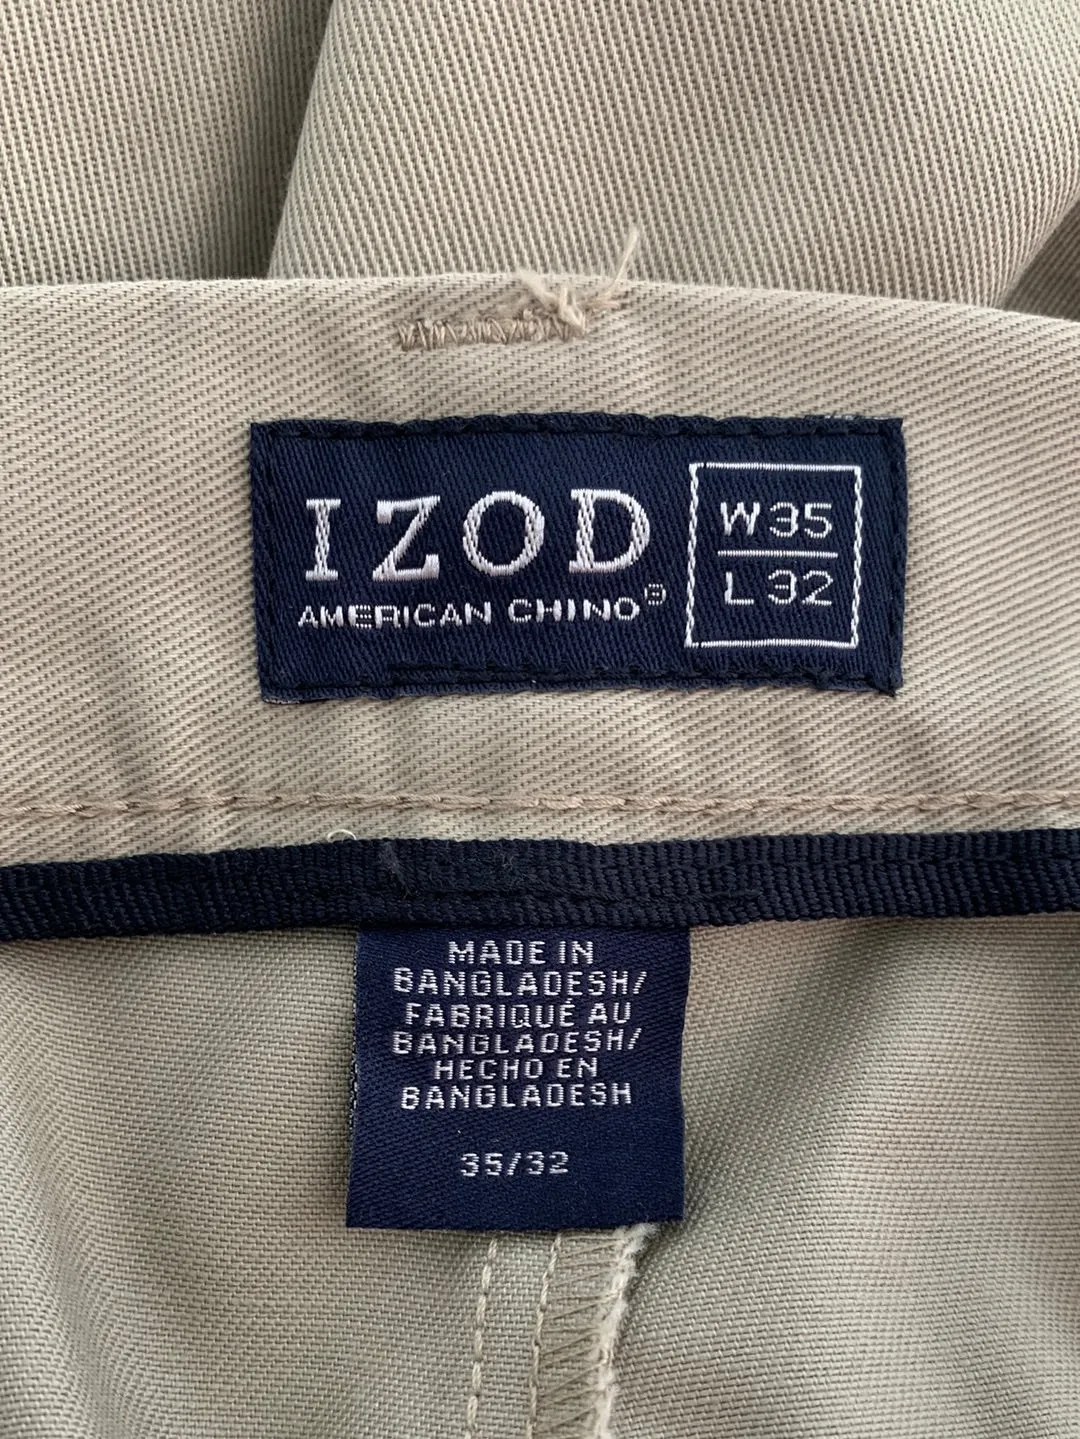 IZOD
AMERICAN CHINO®
W35
L32
MADE IN
BANGLADESH/
FABRIQUÉ AU
BANGLADESH/
HECHO EN
BANGLADESH
35/32